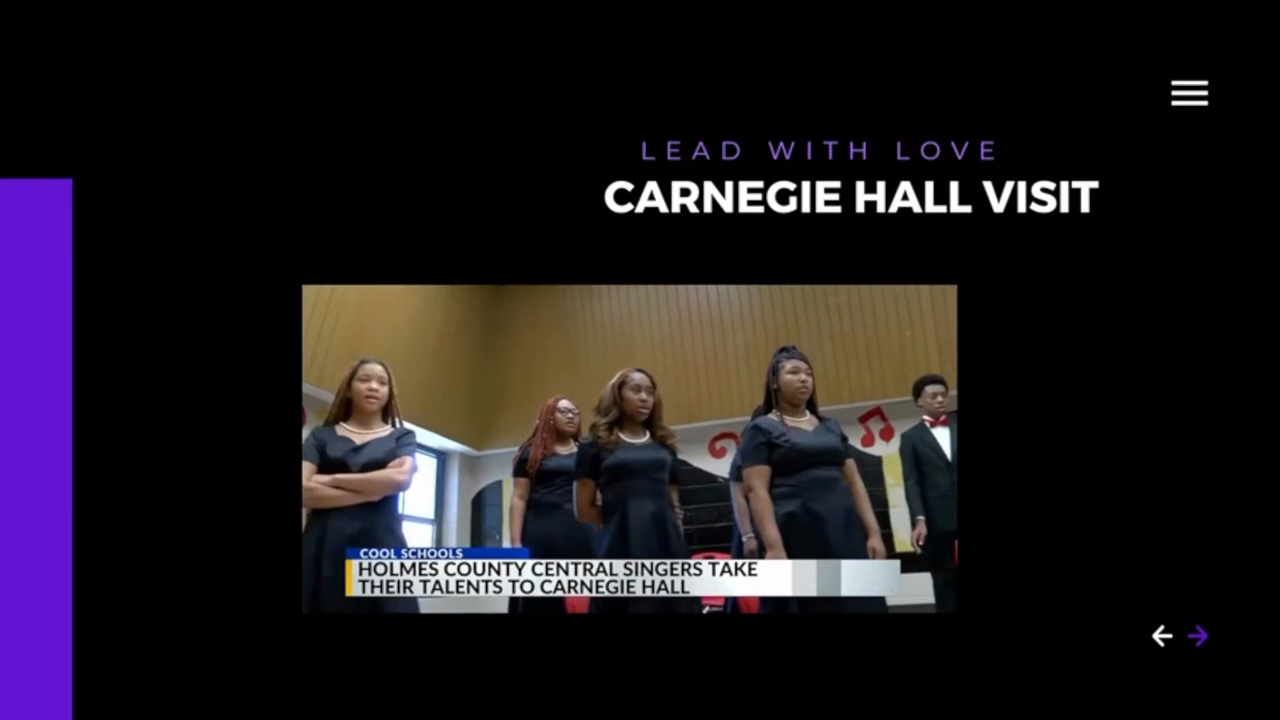 LEAD WITH LOVE
CARNEGIE HALL VISIT
COOL SCHOOLS
HOLMES COUNTY CENTRAL SINGERS TAKE
THEIR TALENTS TO CARNEGIE HALL